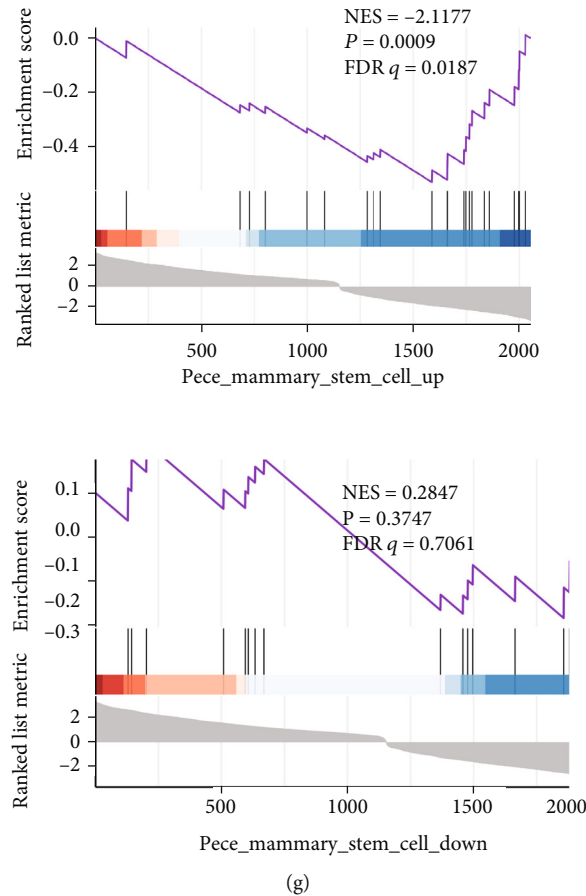 NES = –2.1177
P = 0.0009
FDR q = 0.0187
Enrichment score
0.0
–0.2
–0.4
Ranked list metric
2
0
–2
500 1000 1500 2000
Pece_mammary_stem_cell_up
NES = 0.2847
P = 0.3747
FDR q = 0.7061
Enrichment score
0.1
0.0
–0.1
–0.2
–0.3
Ranked list metric
2
0
–2
500 1000 1500 2000
Pece_mammary_stem_cell_down
(g)